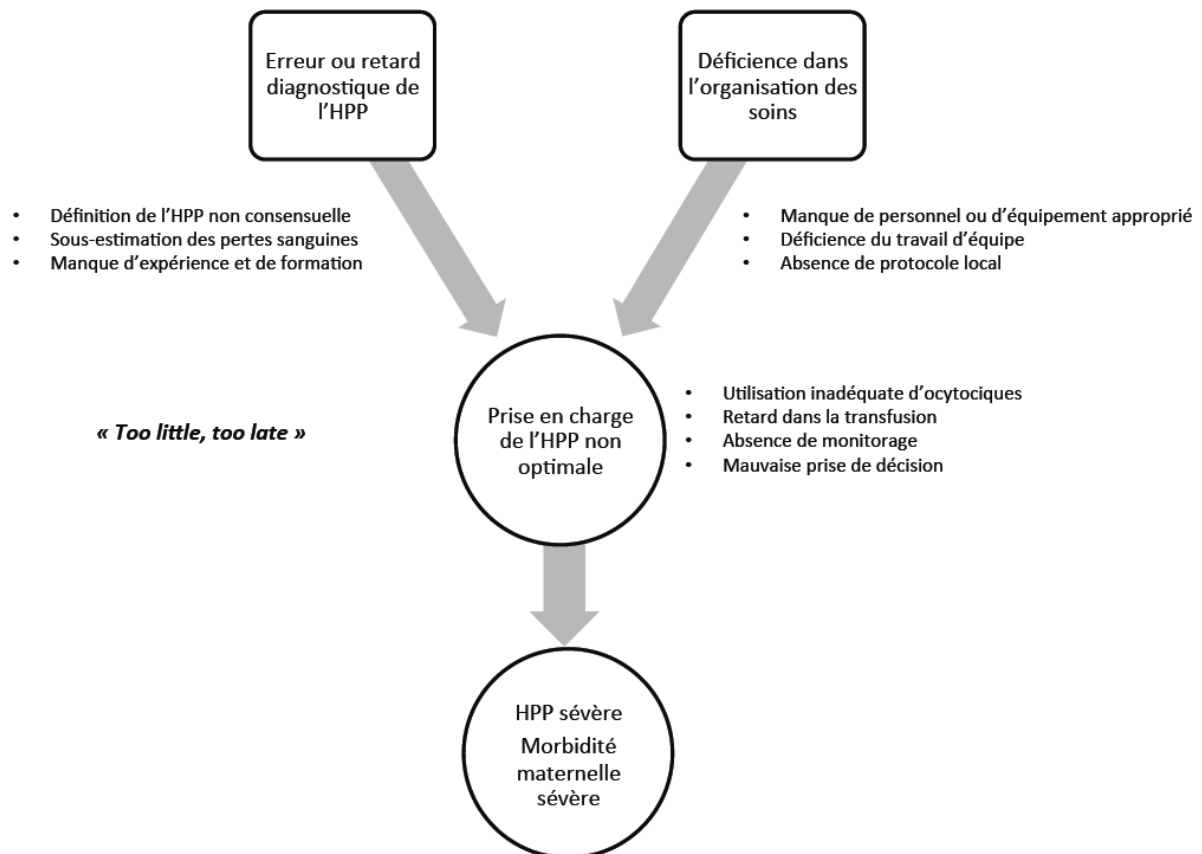 Erreur ou retard
diagnostique de
l’HPP
Déficience dans
l’organisation des
soins
• Définition de l’HPP non consensuelle
• Sous-estimation des pertes sanguines
• Manque d’expérience et de formation
• Manque de personnel ou d’équipement approprié
• Déficience du travail d’équipe
• Absence de protocole local
« Too little, too late »
Prise en charge
de l’HPP non
optimale
• Utilisation inadéquate d’ocytociques
• Retard dans la transfusion
• Absence de monitorage
• Mauvaise prise de décision
HPP sévère
Morbidité
maternelle
sévère